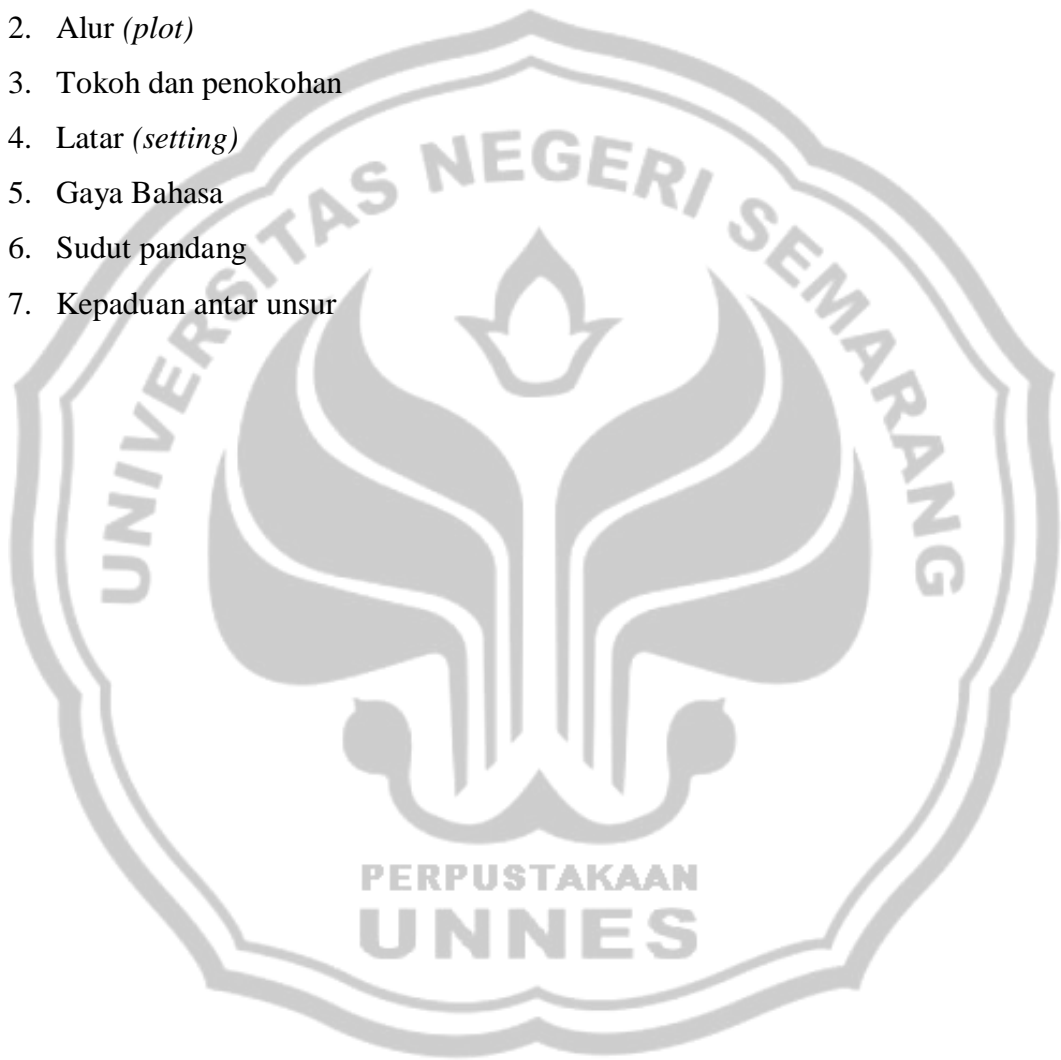 2. Alur (plot)
3. Tokoh dan penokohan
4. Latar (setting)
5. Gaya Bahasa
6. Sudut pandang
7. Kepaduan antar unsur
UNIVERSITAS NEGERI SEMARANG
PERPUSTAKAAN
UNNES